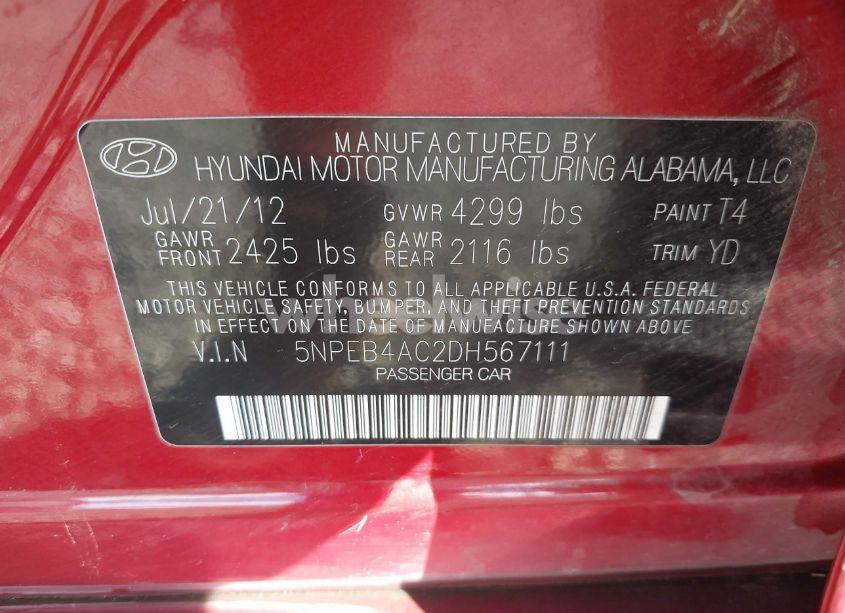 MANUFACTURED BY
HYUNDAI MOTOR MANUFACTURING ALABAMA, LLC
Jul/21/12 GVWR 4299 lbs PAINT T4
GAWR FRONT 2425 lbs GAWR REAR 2116 lbs TRIM YD
THIS VEHICLE CONFORMS TO ALL APPLICABLE U.S.A. FEDERAL
MOTOR VEHICLE SAFETY, BUMPER, AND THEFT PREVENTION STANDARDS
IN EFFECT ON THE DATE OF MANUFACTURE SHOWN ABOVE
V.I.N 5NPEB4AC2DH567111
PASSENGER CAR